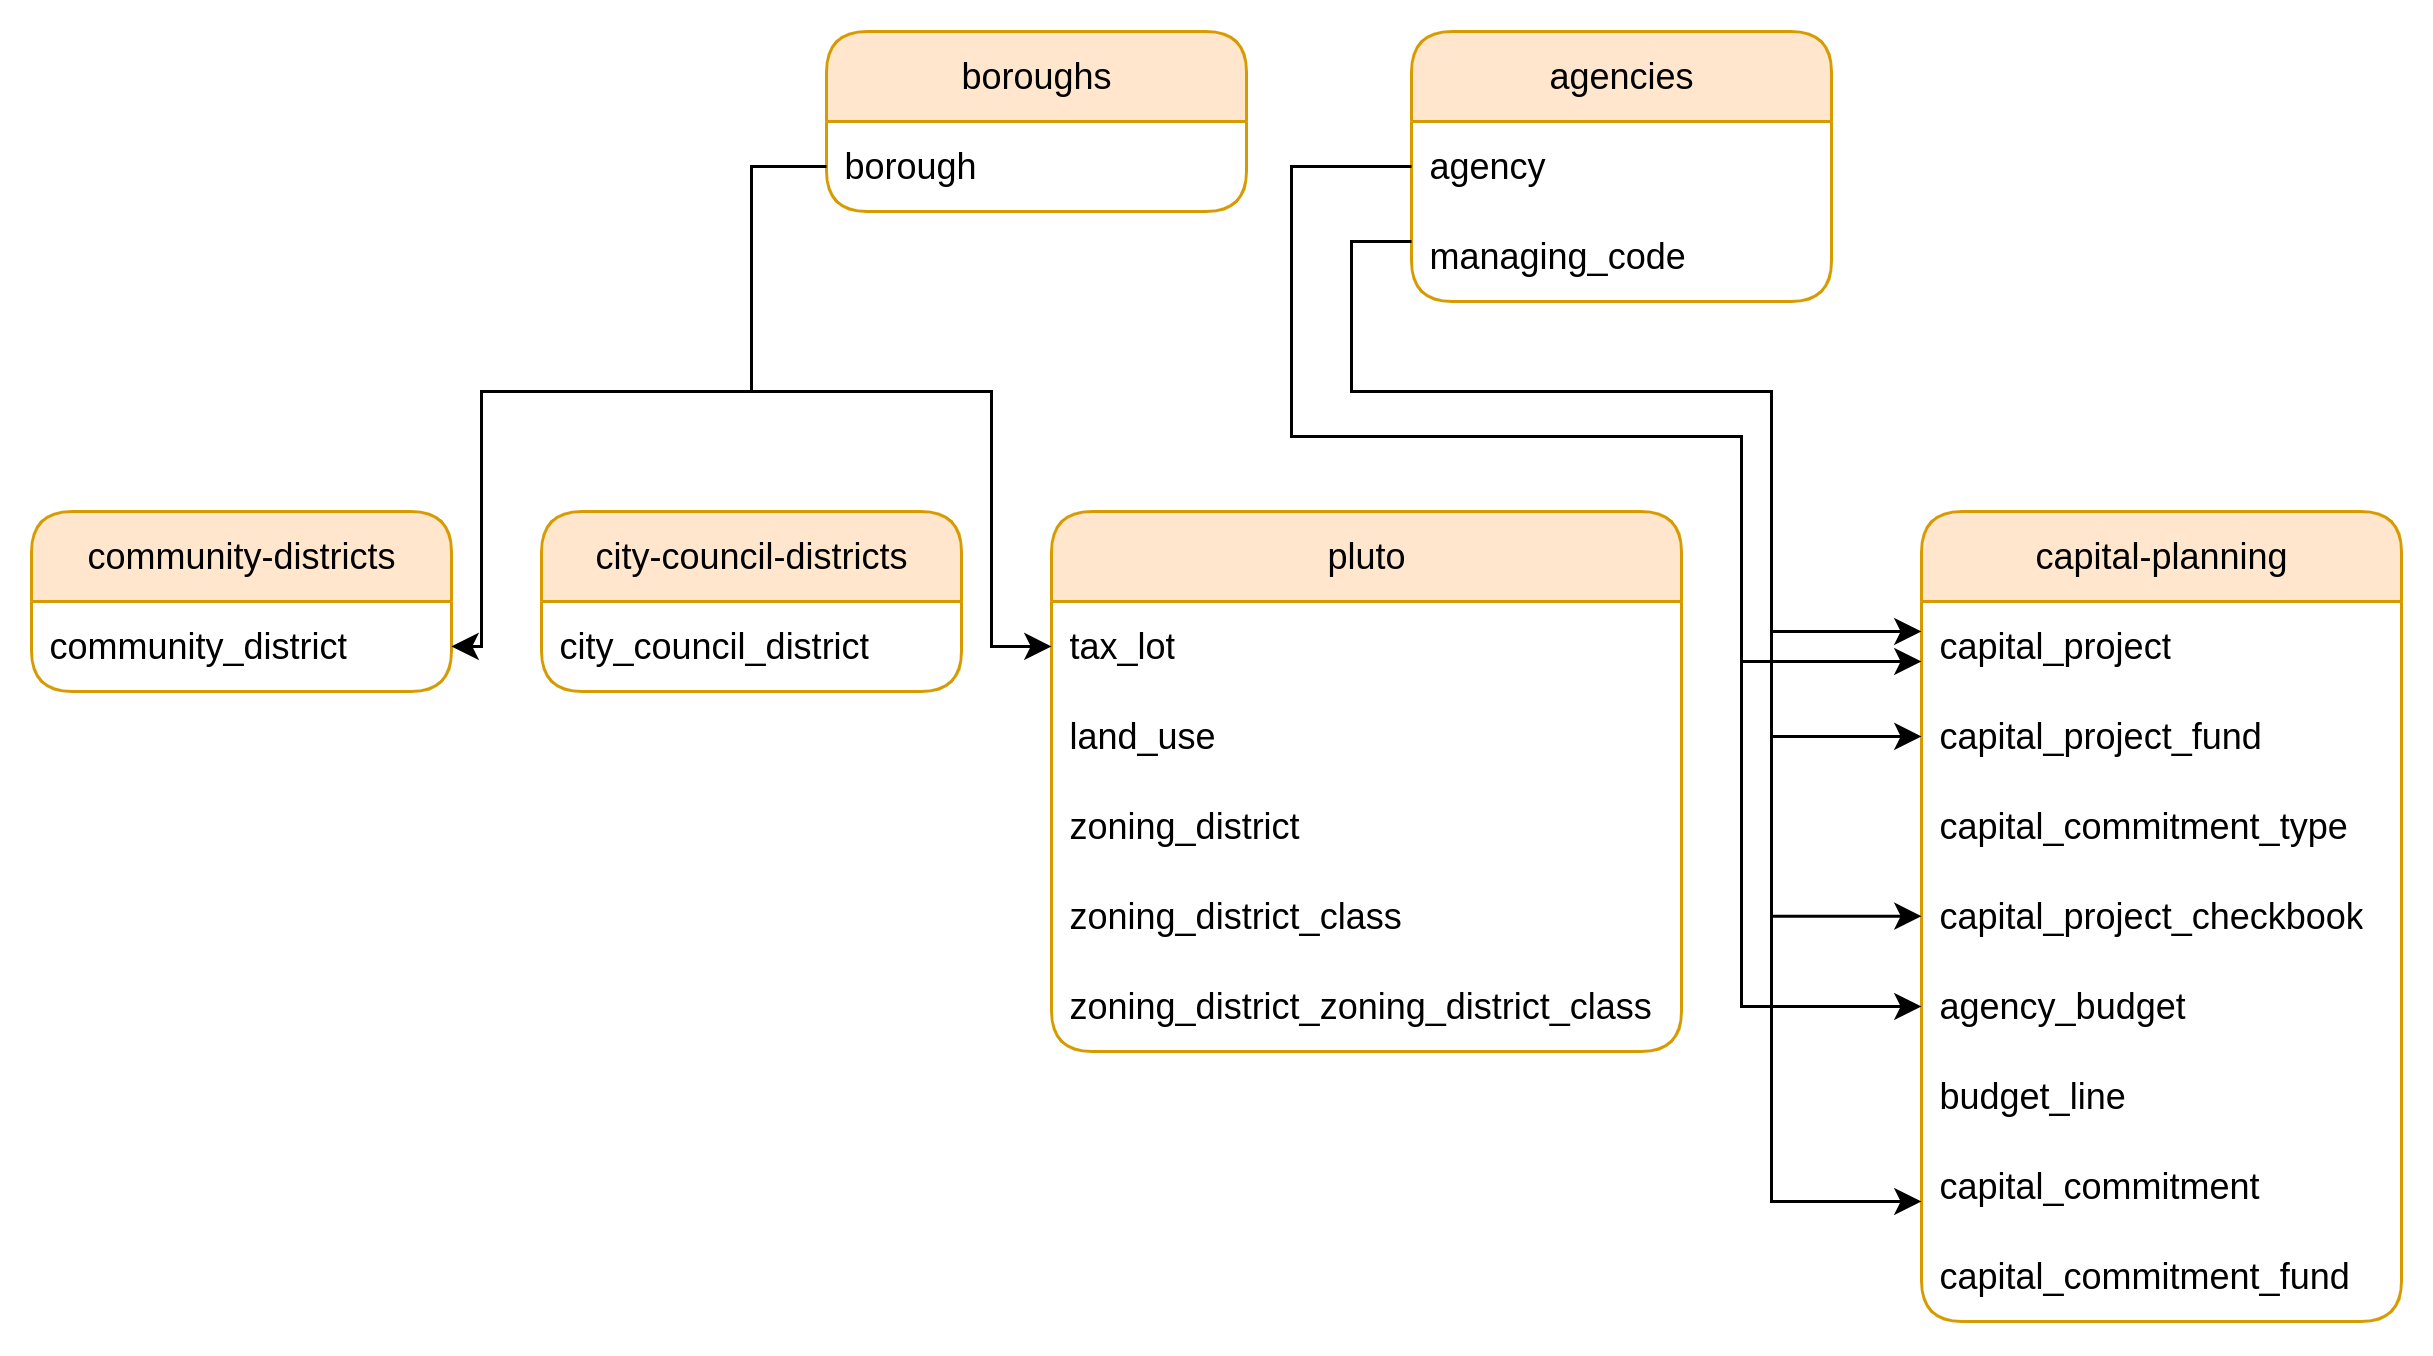 boroughs
borough
agencies
agency
managing_code
community-districts
community_district
city-council-districts
city_council_district
pluto
tax_lot
land_use
zoning_district
zoning_district_class
zoning_district_zoning_district_class
capital-planning
capital_project
capital_project_fund
capital_commitment_type
capital_project_checkbook
agency_budget
budget_line
capital_commitment
capital_commitment_fund